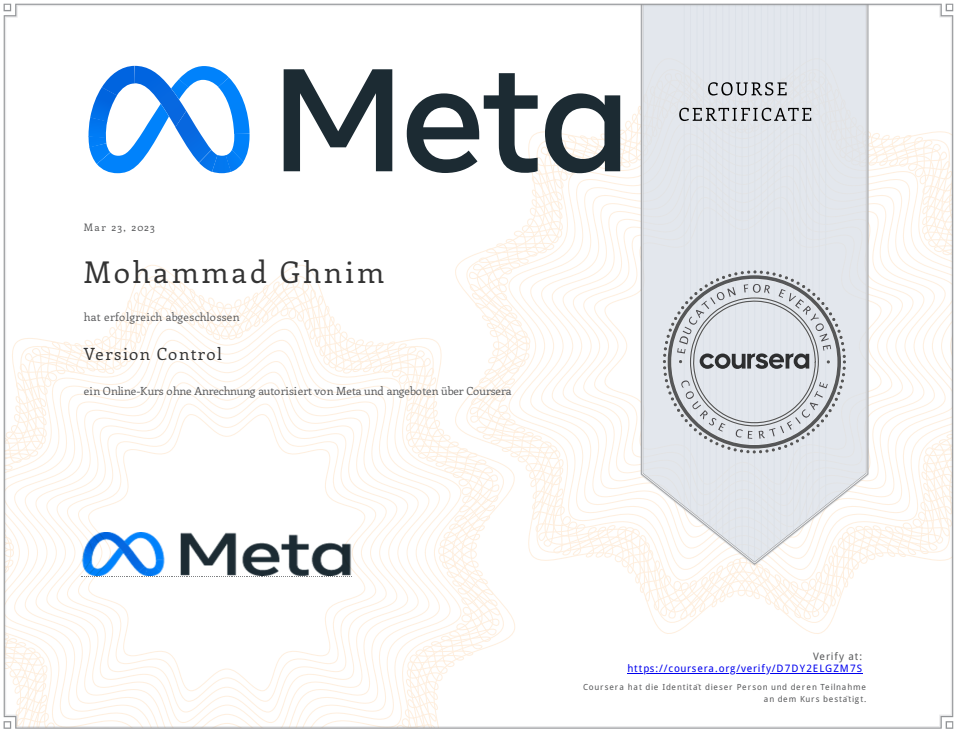 Meta
COURSE
CERTIFICATE
Mar 23, 2023
Mohammad Ghnim
hat erfolgreich abgeschlossen
Version Control
ein Online-Kurs ohne Anrechnung autorisiert von Meta und angeboten über Coursera
EDUCATION FOR EVERYONE
coursera
COURSE CERTIFICATE
Meta
Verify at:
https://coursera.org/verify/D7DY2ELGZM7S
Coursera hat die Identität dieser Person und deren Teilnahme
an dem Kurs bestätigt.